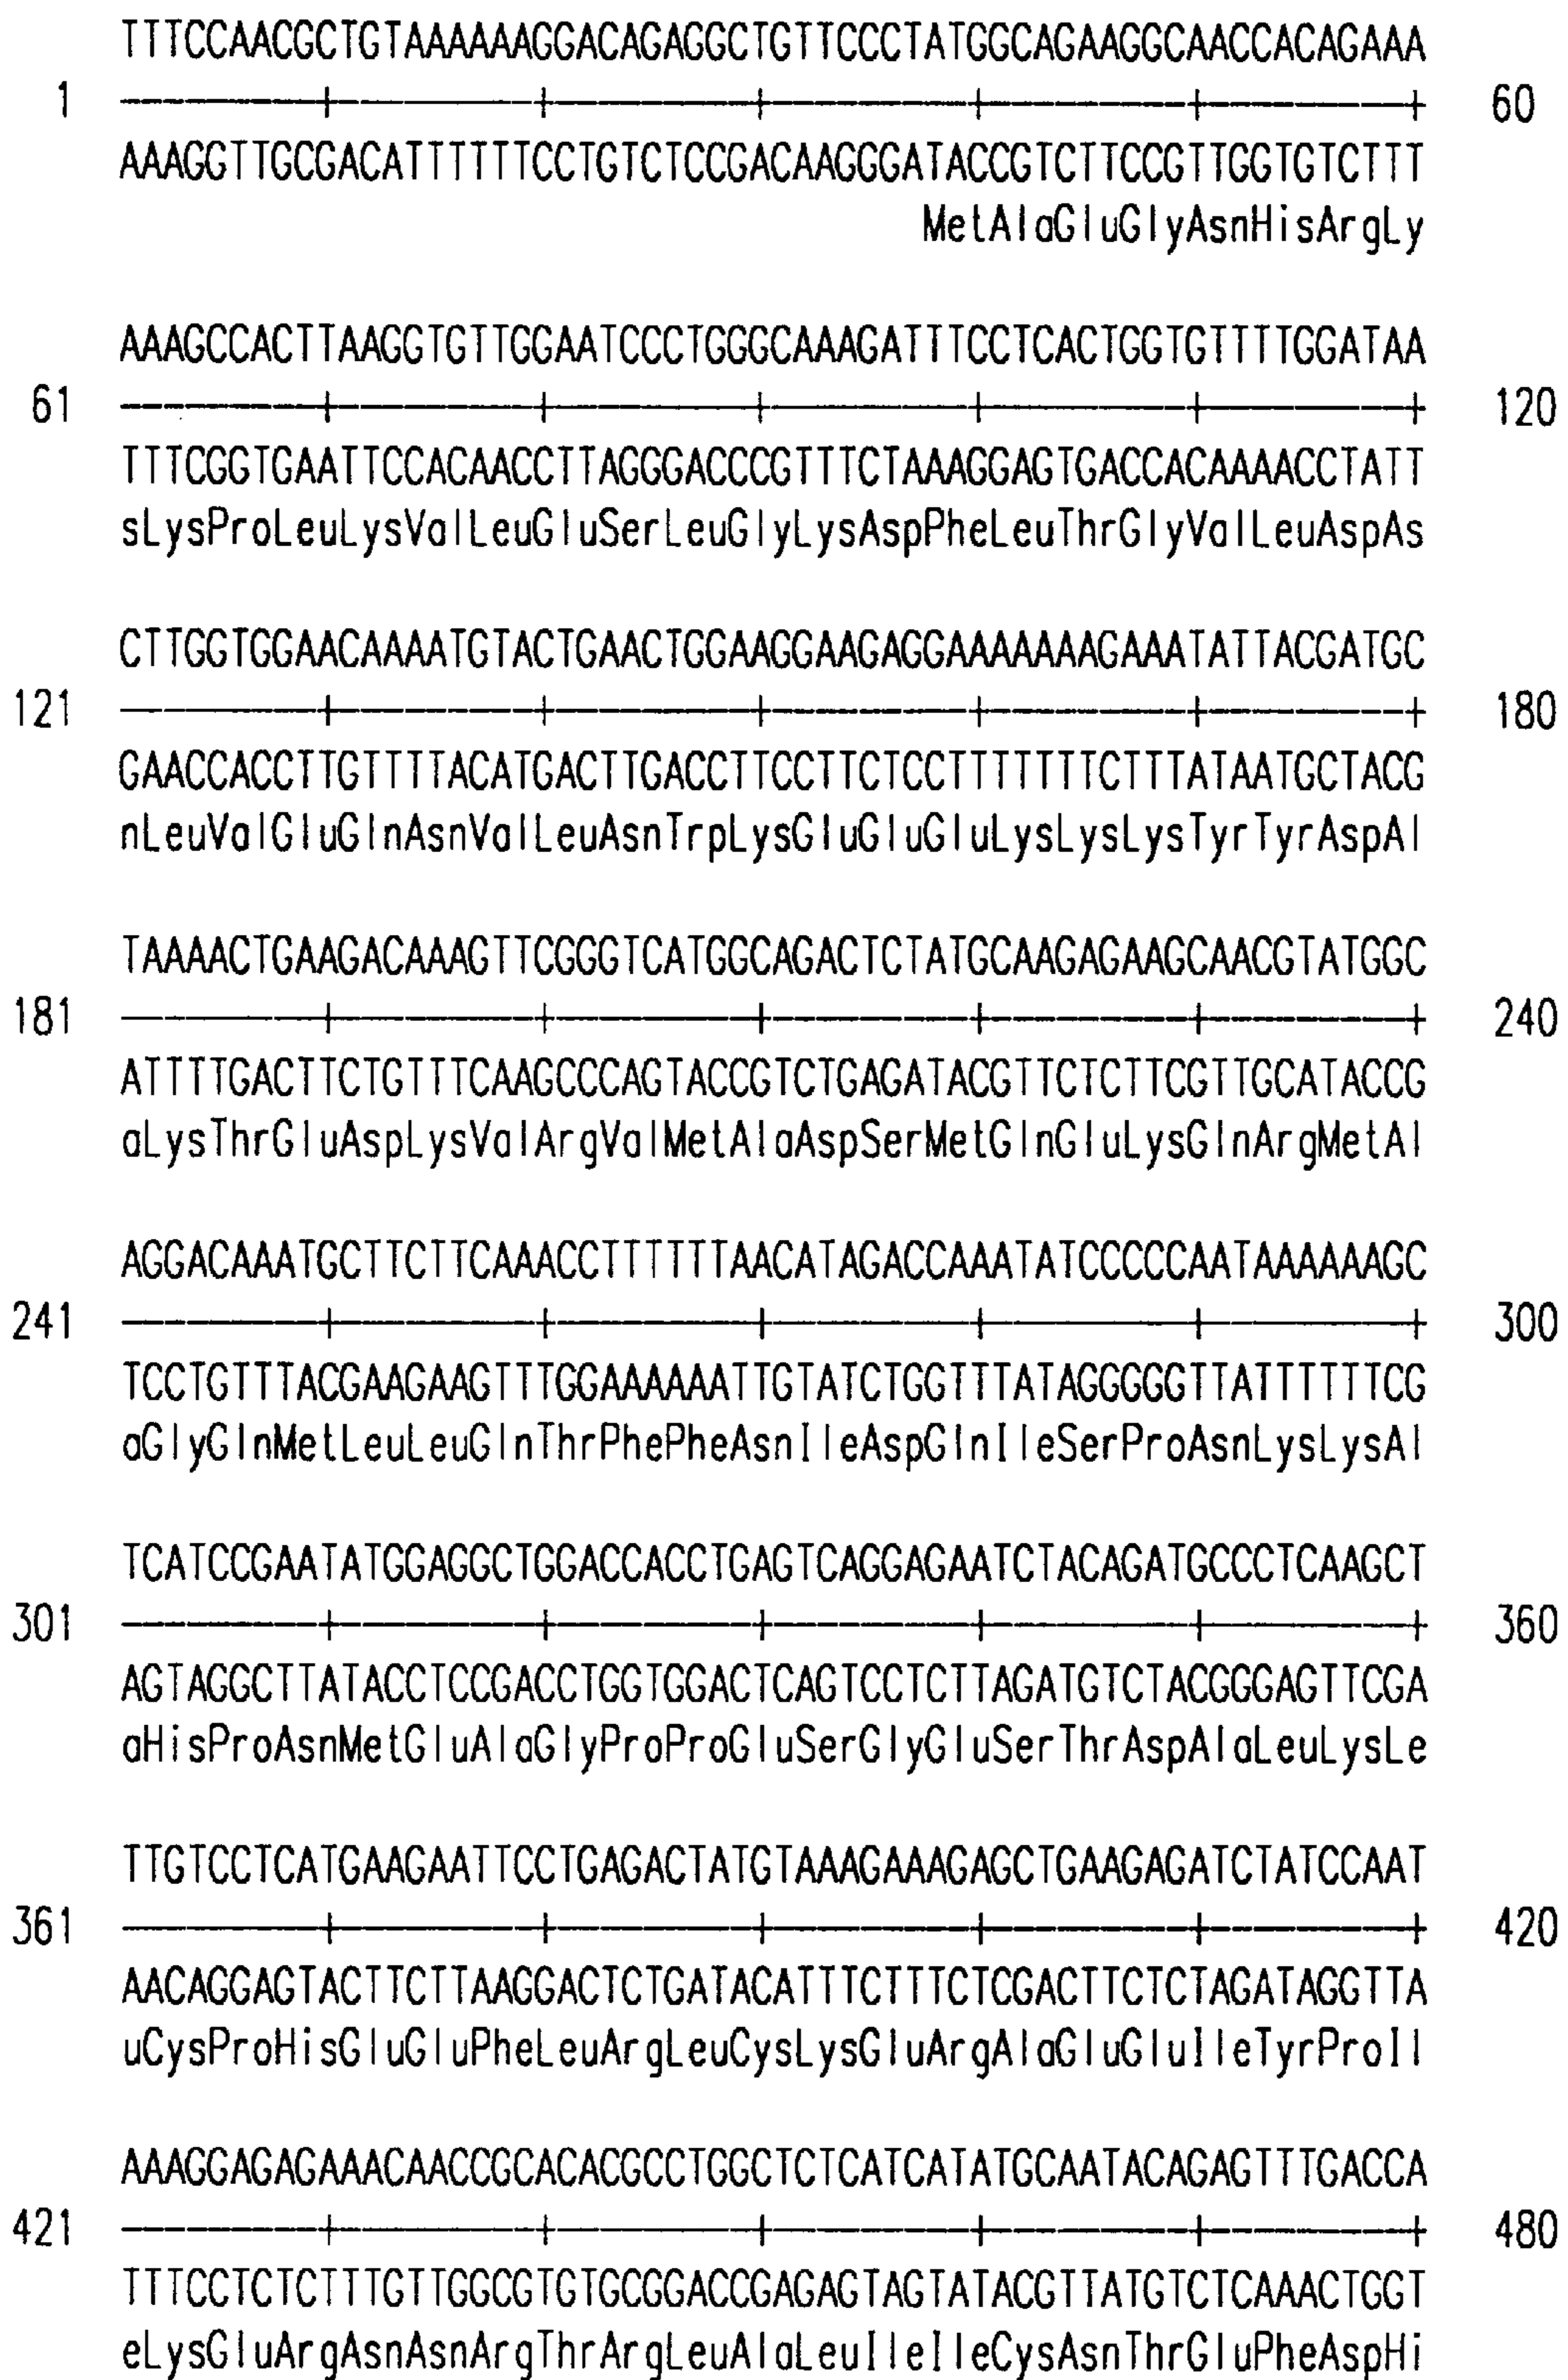 TTTCCAACGCTGTAAAAAAGGACAGAGGCTGTTCCCTATGGCAGAAGGCAACCACAGAAA
1 60
AAAGGTTGCGACATTTTTTCCTGTCTCCGACAAGGGATACCGTCTTCCGTTGGTGTCTTT
MetAlaGluGlyAsnHisArgLy
AAAGCCACTTAAGGTGTTGGAATCCCTGGGCAAAGATTTCCTCACTGGTGTTTTGGATAA
61 120
TTTCGGTGAATTCCACAACCTTAGGGACCCGTTTCTAAAGGAGTGACCACAAAACCTATT
sLysProLeuLysValLeuGluSerLeuGlyLysAspPheLeuThrGlyValLeuAspAs
CTTGGTGGAACAAAATGTACTGAACTGGAAGGAAGAGGAAAAAAAGAAATATTACGATGC
121 180
GAACCACCTTGTTTTACATGACTTGACCTTCCTTCTCCTTTTTTTCTTTATAATGCTACG
nLeuValGluGlnAsnValLeuAsnTrpLysGluGluGluLysLysLysTyrTyrAspAl
TAAAACTGAAGACAAAGTTCGGGTCATGGCAGACTCTATGCAAGAGAAGCAACGTATGGC
181 240
ATTTTGACTTCTGTTTCAAGCCCAGTACCGTCTGAGATACGTTCTCTTCGTTGCATACCG
aLysThrGluAspLysValArgValMetAlaAspSerMetGlnGluLysGlnArgMetAl
AGGACAAATGCTTCTTCAAACCTTTTTTAACATAGACCAAATATCCCCCAATAAAAAAGC
241 300
TCCTGTTTACGAAGAAGTTTGGAAAAAATTGTATCTGGTTTATAGGGGGTTATTTTTTCG
aGlyGlnMetLeuLeuGlnThrPhePheAsnIleAspGlnIleSerProAsnLysLysAl
TCATCCGAATATGGAGGCTGGACCACCTGAGTCAGGAGAATCTACAGATGCCCTCAAGCT
301 360
AGTAGGCTTATACCTCCGACCTGGTGGACTCAGTCCTCTTAGATGTCTACGGGAGTTCGA
aHisProAsnMetGluAlaGlyProProGluSerGlyGluSerThrAspAlaLeuLysLe
TTGTCCTCATGAAGAATTCCTGAGACTATGTAAAGAAAGAGCTGAAGAGATCTATCCAAT
361 420
AACAGGAGTACTTCTTAAGGACTCTGATACATTTCTTTCTCGACTTCTCTAGATAGGTTA
uCysProHisGluGluPheLeuArgLeuCysLysGluArgAlaGluGluIleTyrProIl
AAAGGAGAGAAACAACCGCACACGCCTGGCTCTCATCATATGCAATACAGAGTTTGACCA
421 480
TTTCCTCTCTTTGTTGGCGTGTGCGGACCGAGAGTAGTATACGTTATGTCTCAAACTGGT
eLysGluArgAsnAsnArgThrArgLeuAlaLeuIleIleCysAsnThrGluPheAspHi